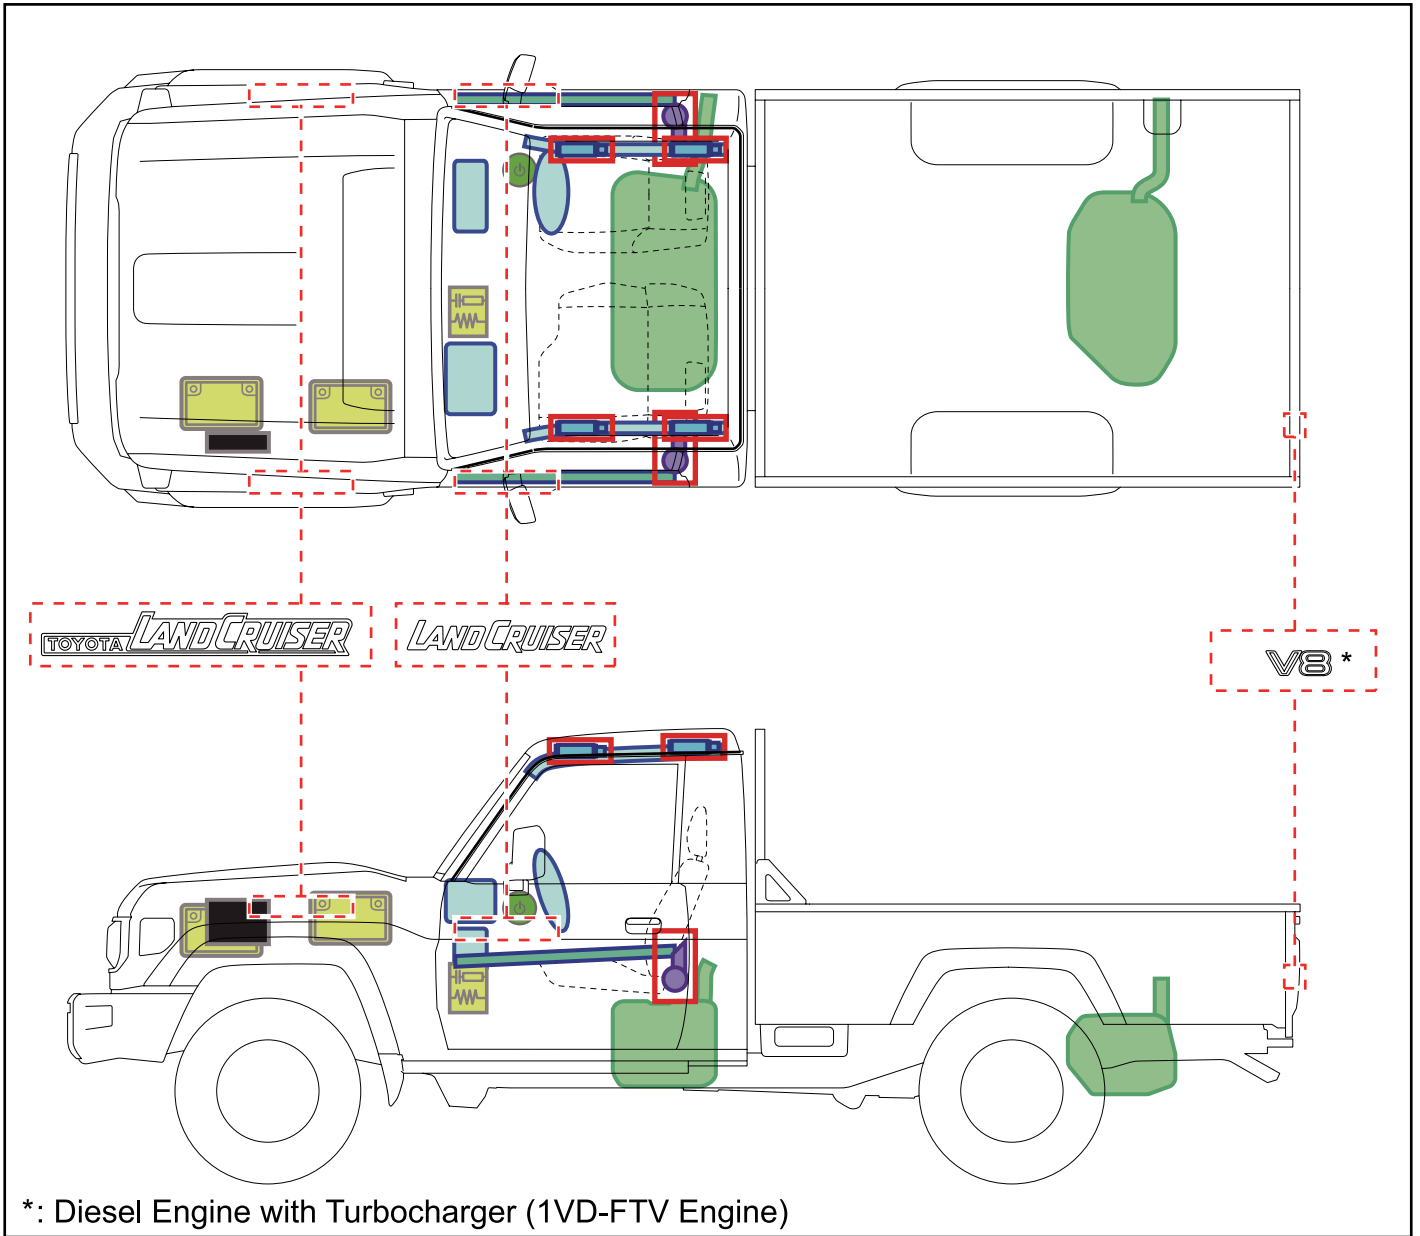 TOYOTA LAND CRUISER
LAND CRUISER
V8 *
*: Diesel Engine with Turbocharger (1VD-FTV Engine)